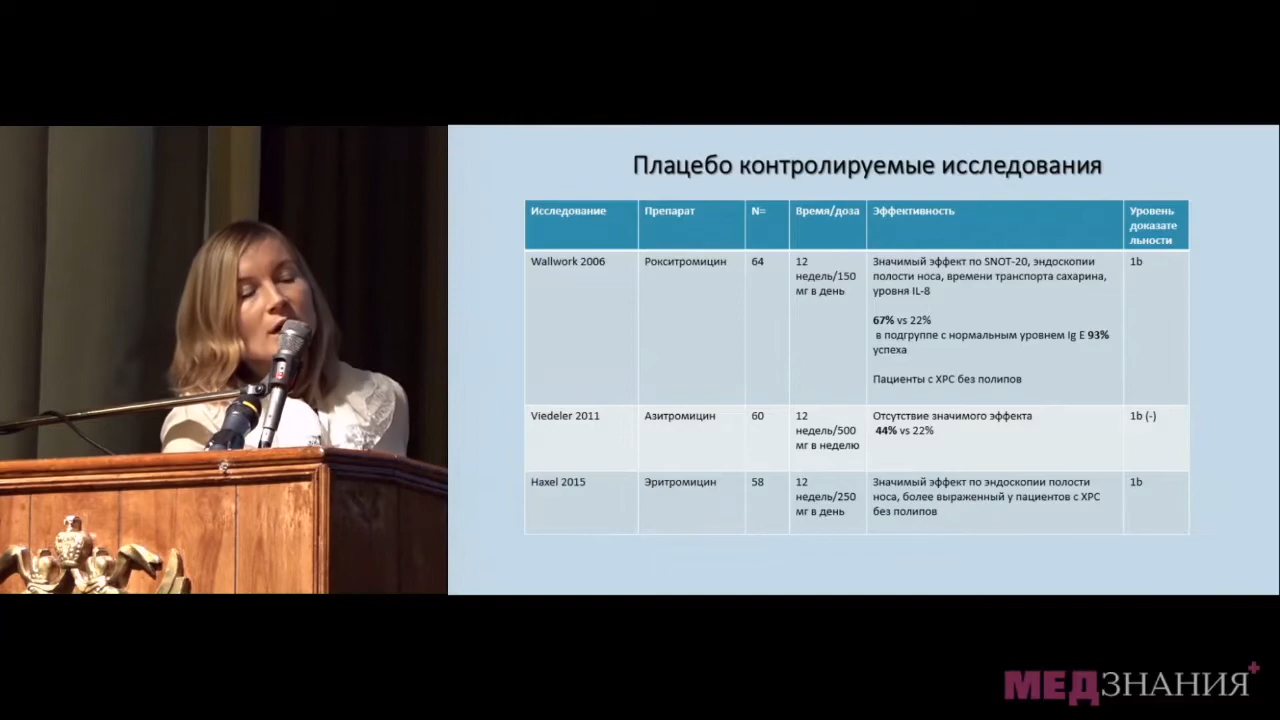 Плацебо контролируемые исследования
Исследование
Препарат
N=
Время/доза
Эффективность
Уровень
доказате
льности
Wallwork 2006
Рокситромицин
64
12
недель/150
мг в день
Значимый эффект по SNOT-20, эндоскопии
полости носа, времени транспорта сахарина,
уровня IL-8
67% vs 22%
в подгруппе с нормальным уровнем Ig E 93%
успеха
Пациенты с ХРС без полипов
1b
Viedeler 2011
Азитромицин
60
12
недель/500
мг в неделю
Отсутствие значимого эффекта
44% vs 22%
1b (-)
Haxel 2015
Эритромицин
58
12
недель/250
мг в день
Значимый эффект по эндоскопии полости
носа, более выраженный у пациентов с ХРС
без полипов
1b
МЕДЗНАНИЯ+